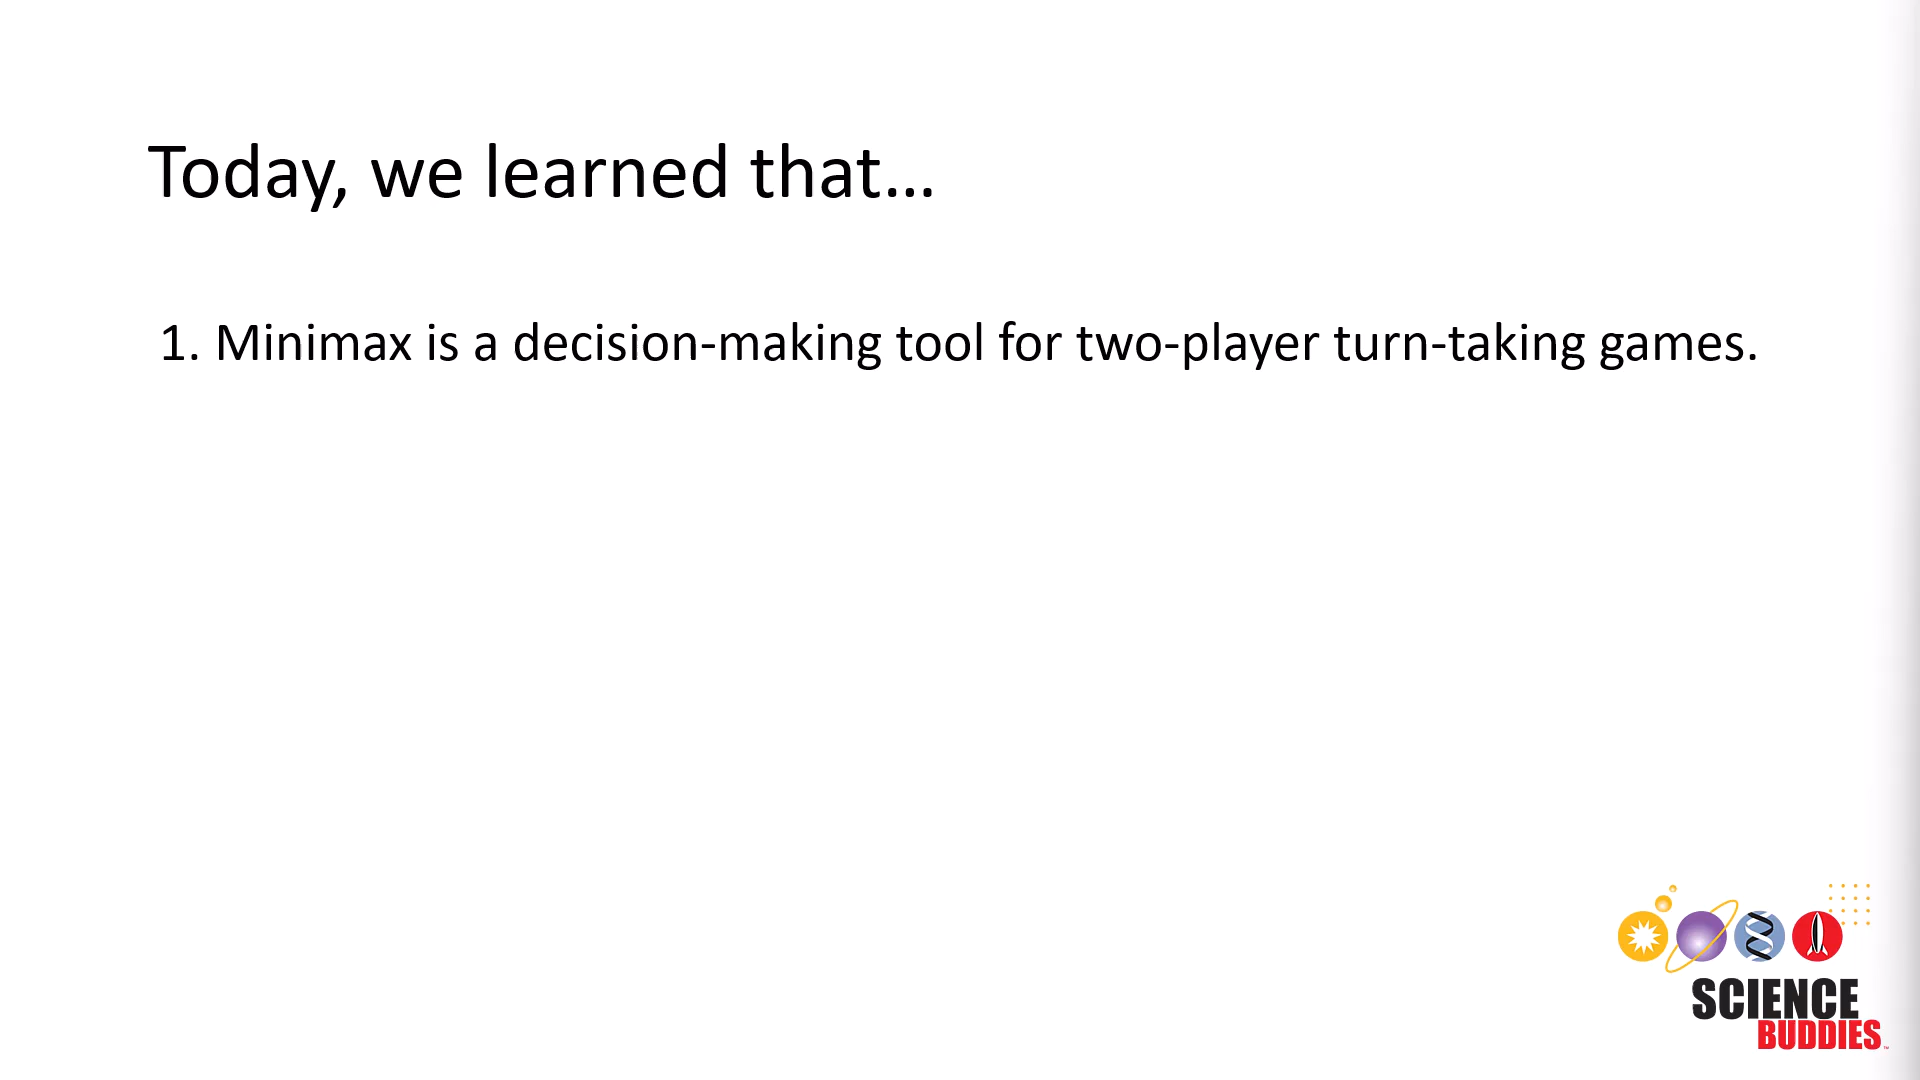 Today, we learned that...
1. Minimax is a decision-making tool for two-player turn-taking games.
SCIENCE
BUDDIES